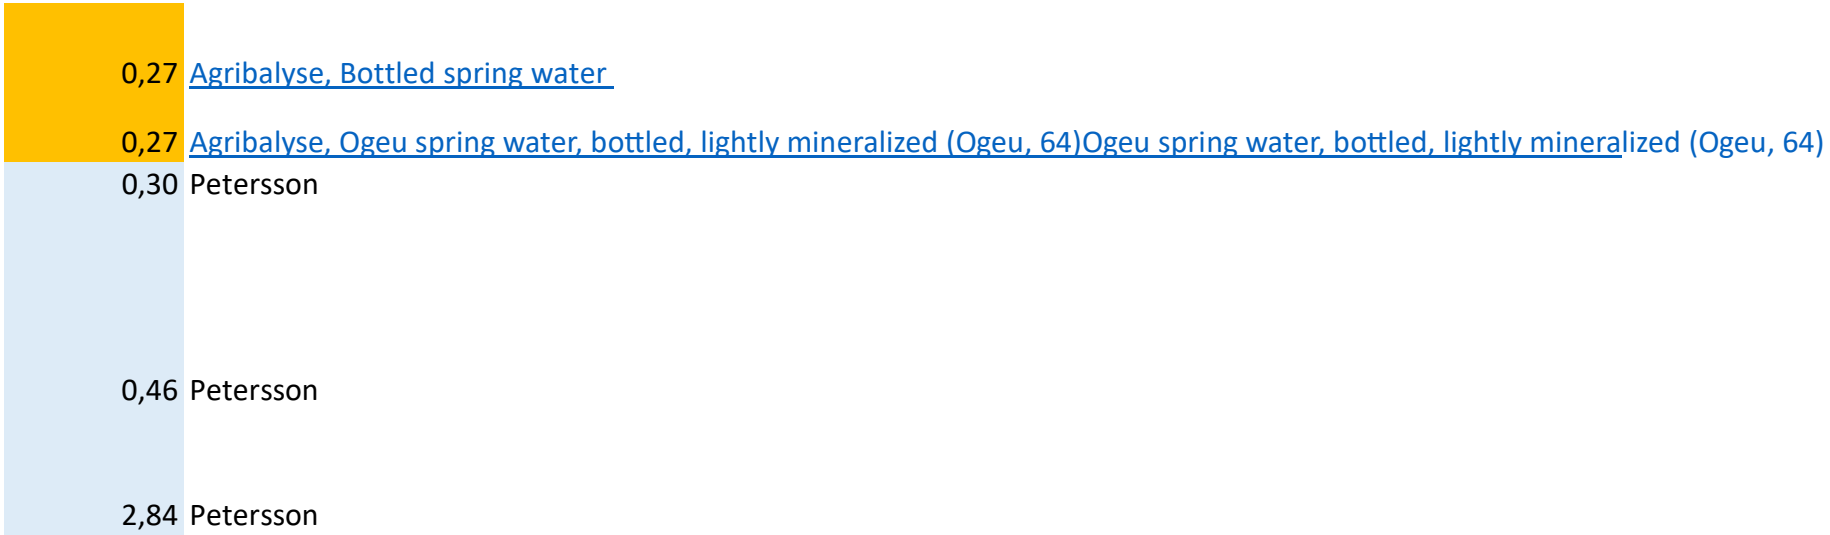 0,27 Agribalyse, Bottled spring water
0,27 Agribalyse, Ogeu spring water, bottled, lightly mineralized (Ogeu, 64)Ogeu spring water, bottled, lightly mineralized (Ogeu, 64)
0,30 Petersson
0,46 Petersson
2,84 Petersson